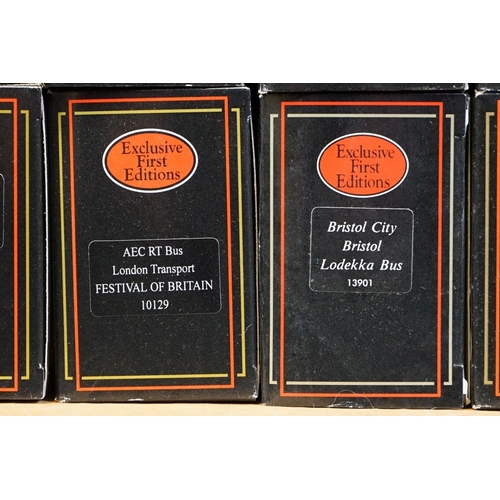 Exclusive
First
Editions
AEC RT Bus
London Transport
FESTIVAL OF BRITAIN
10129
Exclusive
First
Editions
Bristol City
Bristol
Lodekka Bus
13901